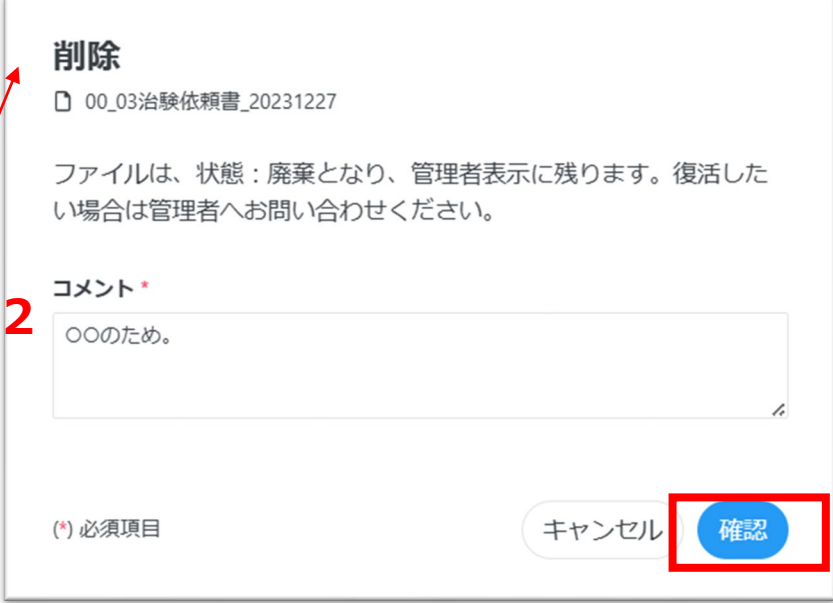 削除
00_03治験依頼書_20231227
ファイルは、状態：廃棄となり、管理者表示に残ります。復活した
い場合は管理者へお問い合わせください。
コメント *
2
〇〇のため。
(*) 必須項目
キャンセル
確認